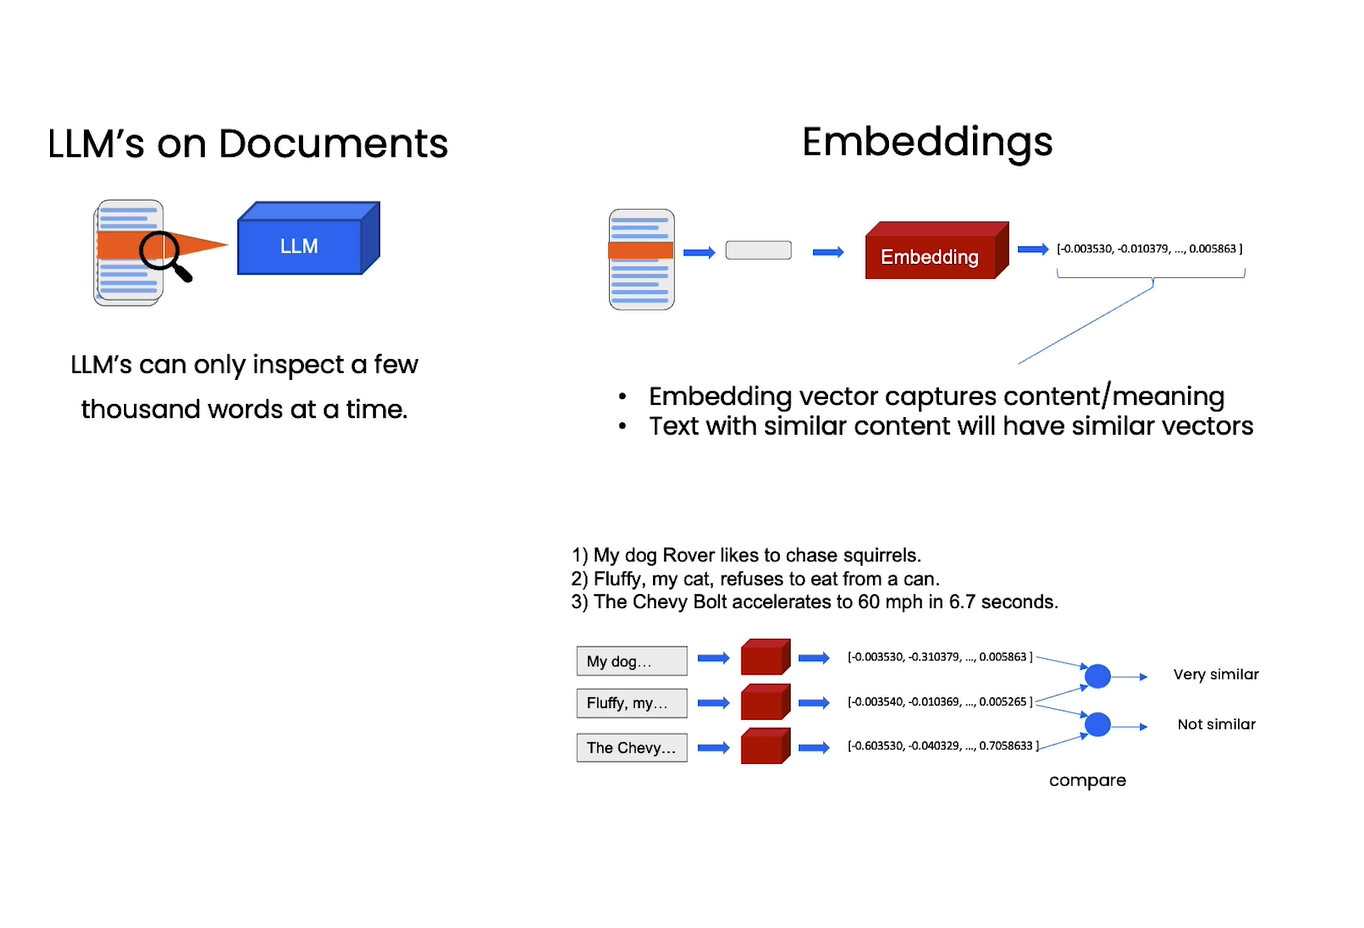 LLM's on Documents
LLM
LLM's can only inspect a few
thousand words at a time.
Embeddings
Embedding
[-0.003530, -0.010379, ..., 0.005863 ]
• Embedding vector captures content/meaning
• Text with similar content will have similar vectors
1) My dog Rover likes to chase squirrels.
2) Fluffy, my cat, refuses to eat from a can.
3) The Chevy Bolt accelerates to 60 mph in 6.7 seconds.
My dog...
[-0.003530, -0.310379, ..., 0.005863 ]
Very similar
Fluffy, my...
[-0.003540, -0.010369, ..., 0.005265 ]
Not similar
The Chevy...
[-0.603530, -0.040329, ..., 0.7058633 ]
compare